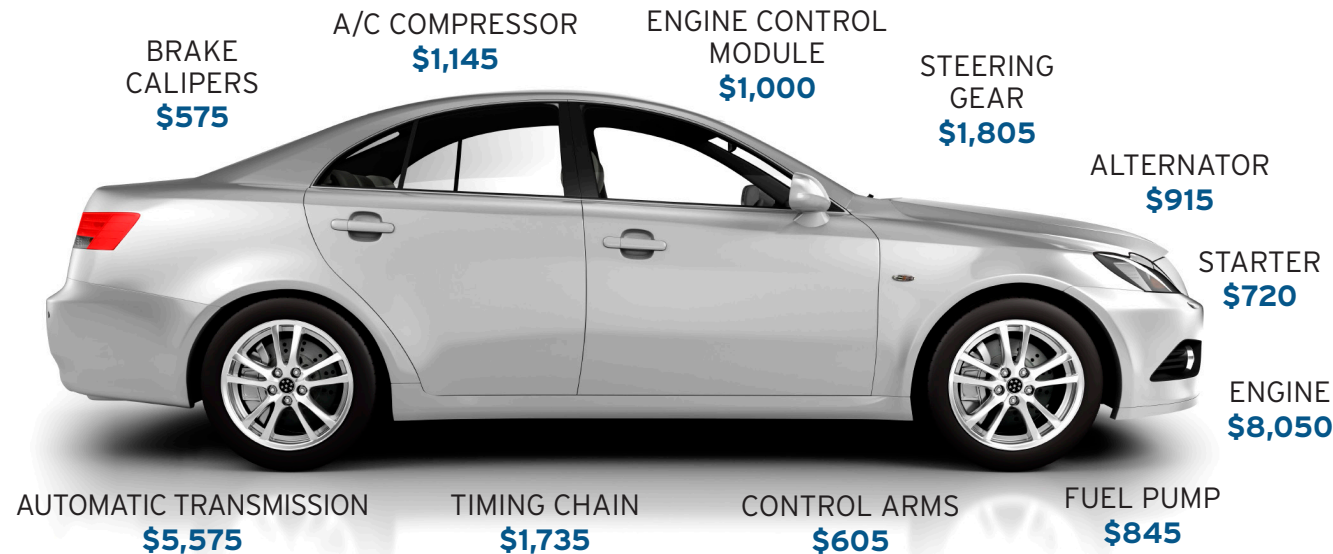 BRAKE
CALIPERS
$575
A/C COMPRESSOR
$1,145
ENGINE CONTROL
MODULE
$1,000
STEERING
GEAR
$1,805
ALTERNATOR
$915
STARTER
$720
ENGINE
$8,050
AUTOMATIC TRANSMISSION
$5,575
TIMING CHAIN
$1,735
CONTROL ARMS
$605
FUEL PUMP
$845